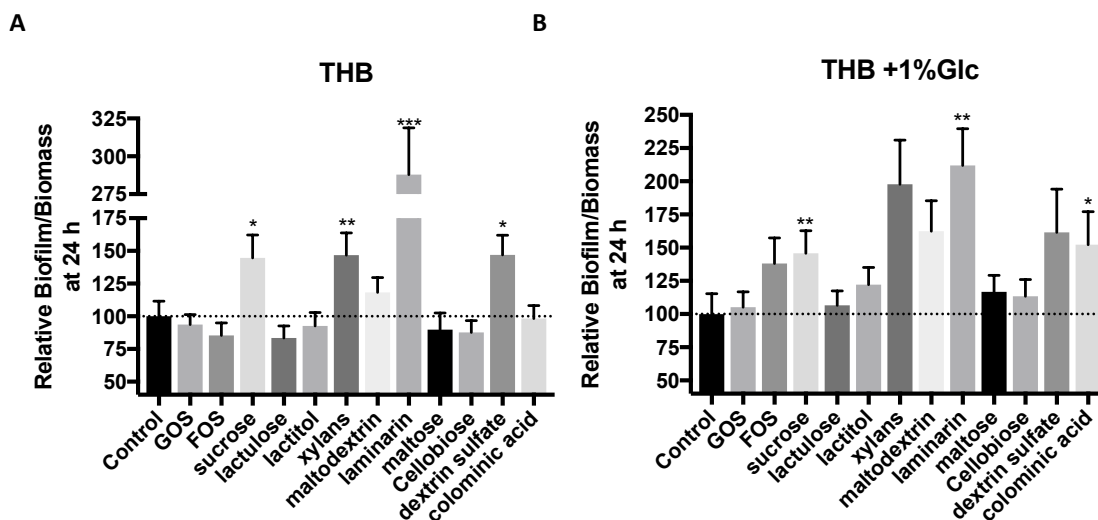 A
THB
Relative Biofilm/Biomass
at 24 h
325
300
275
175
150
125
100
75
50
*
**
***
*
Control
GOS
FOS
sucrose
lactulose
lactitol
xylans
maltodextrin
laminarin
maltose
Cellobiose
dextrin sulfate
colominic acid
B
THB +1%Glc
Relative Biofilm/Biomass
at 24 h
250
225
200
175
150
125
100
75
50
**
**
*
Control
GOS
FOS
sucrose
lactulose
lactitol
xylans
maltodextrin
laminarin
maltose
Cellobiose
dextrin sulfate
colominic acid